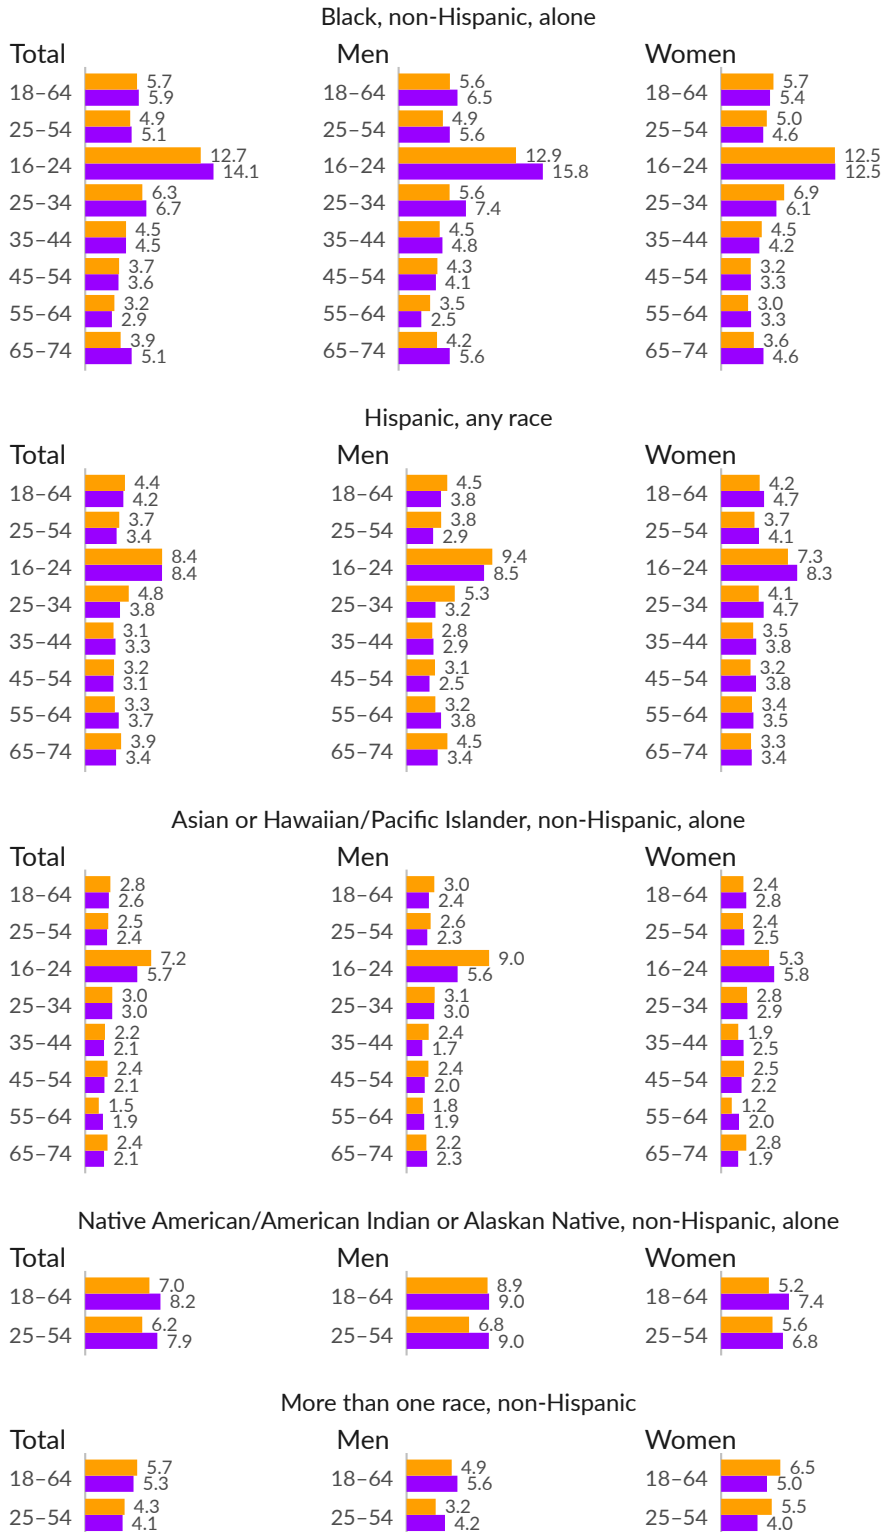 Black, non-Hispanic, alone
Total Men Women
18–64 5.7 18–64 5.6 18–64 5.7
5.9 6.5 5.4
25–54 4.9 25–54 4.9 25–54 5.0
5.1 5.6 4.6
16–24 12.7 16–24 12.9 16–24 12.5
14.1 15.8 12.5
25–34 6.3 25–34 5.6 25–34 6.9
6.7 7.4 6.1
35–44 4.5 35–44 4.5 35–44 4.5
4.5 4.8 4.2
45–54 3.7 45–54 4.3 45–54 3.2
3.6 4.1 3.3
55–64 3.2 55–64 3.5 55–64 3.0
2.9 2.5 3.3
65–74 3.9 65–74 4.2 65–74 3.6
5.1 5.6 4.6
Hispanic, any race
Total Men Women
18–64 4.4 18–64 4.5 18–64 4.2
4.2 3.8 4.7
25–54 3.7 25–54 3.8 25–54 3.7
3.4 2.9 4.1
16–24 8.4 16–24 9.4 16–24 7.3
8.4 8.5 8.3
25–34 4.8 25–34 5.3 25–34 4.1
3.8 3.2 4.7
35–44 3.1 35–44 2.8 35–44 3.5
3.3 2.9 3.8
45–54 3.2 45–54 3.1 45–54 3.2
3.1 2.5 3.8
55–64 3.3 55–64 3.2 55–64 3.4
3.7 3.8 3.5
65–74 3.9 65–74 4.5 65–74 3.3
3.4 3.4 3.4
Asian or Hawaiian/Pacific Islander, non-Hispanic, alone
Total Men Women
18–64 2.8 18–64 3.0 18–64 2.4
2.6 2.4 2.8
25–54 2.5 25–54 2.6 25–54 2.4
2.4 2.3 2.5
16–24 7.2 16–24 9.0 16–24 5.3
5.7 5.6 5.8
25–34 3.0 25–34 3.1 25–34 2.8
3.0 3.0 2.9
35–44 2.2 35–44 2.4 35–44 1.9
2.1 1.7 2.5
45–54 2.4 45–54 2.4 45–54 2.5
2.1 2.0 2.2
55–64 1.5 55–64 1.8 55–64 1.2
1.9 1.9 2.0
65–74 2.4 65–74 2.2 65–74 2.8
2.1 2.3 1.9
Native American/American Indian or Alaskan Native, non-Hispanic, alone
Total Men Women
18–64 7.0 18–64 8.9 18–64 5.2
8.2 9.0 7.4
25–54 6.2 25–54 6.8 25–54 5.6
7.9 9.0 6.8
More than one race, non-Hispanic
Total Men Women
18–64 5.7 18–64 4.9 18–64 6.5
5.3 5.6 5.0
25–54 4.3 25–54 3.2 25–54 5.5
4.1 4.2 4.0